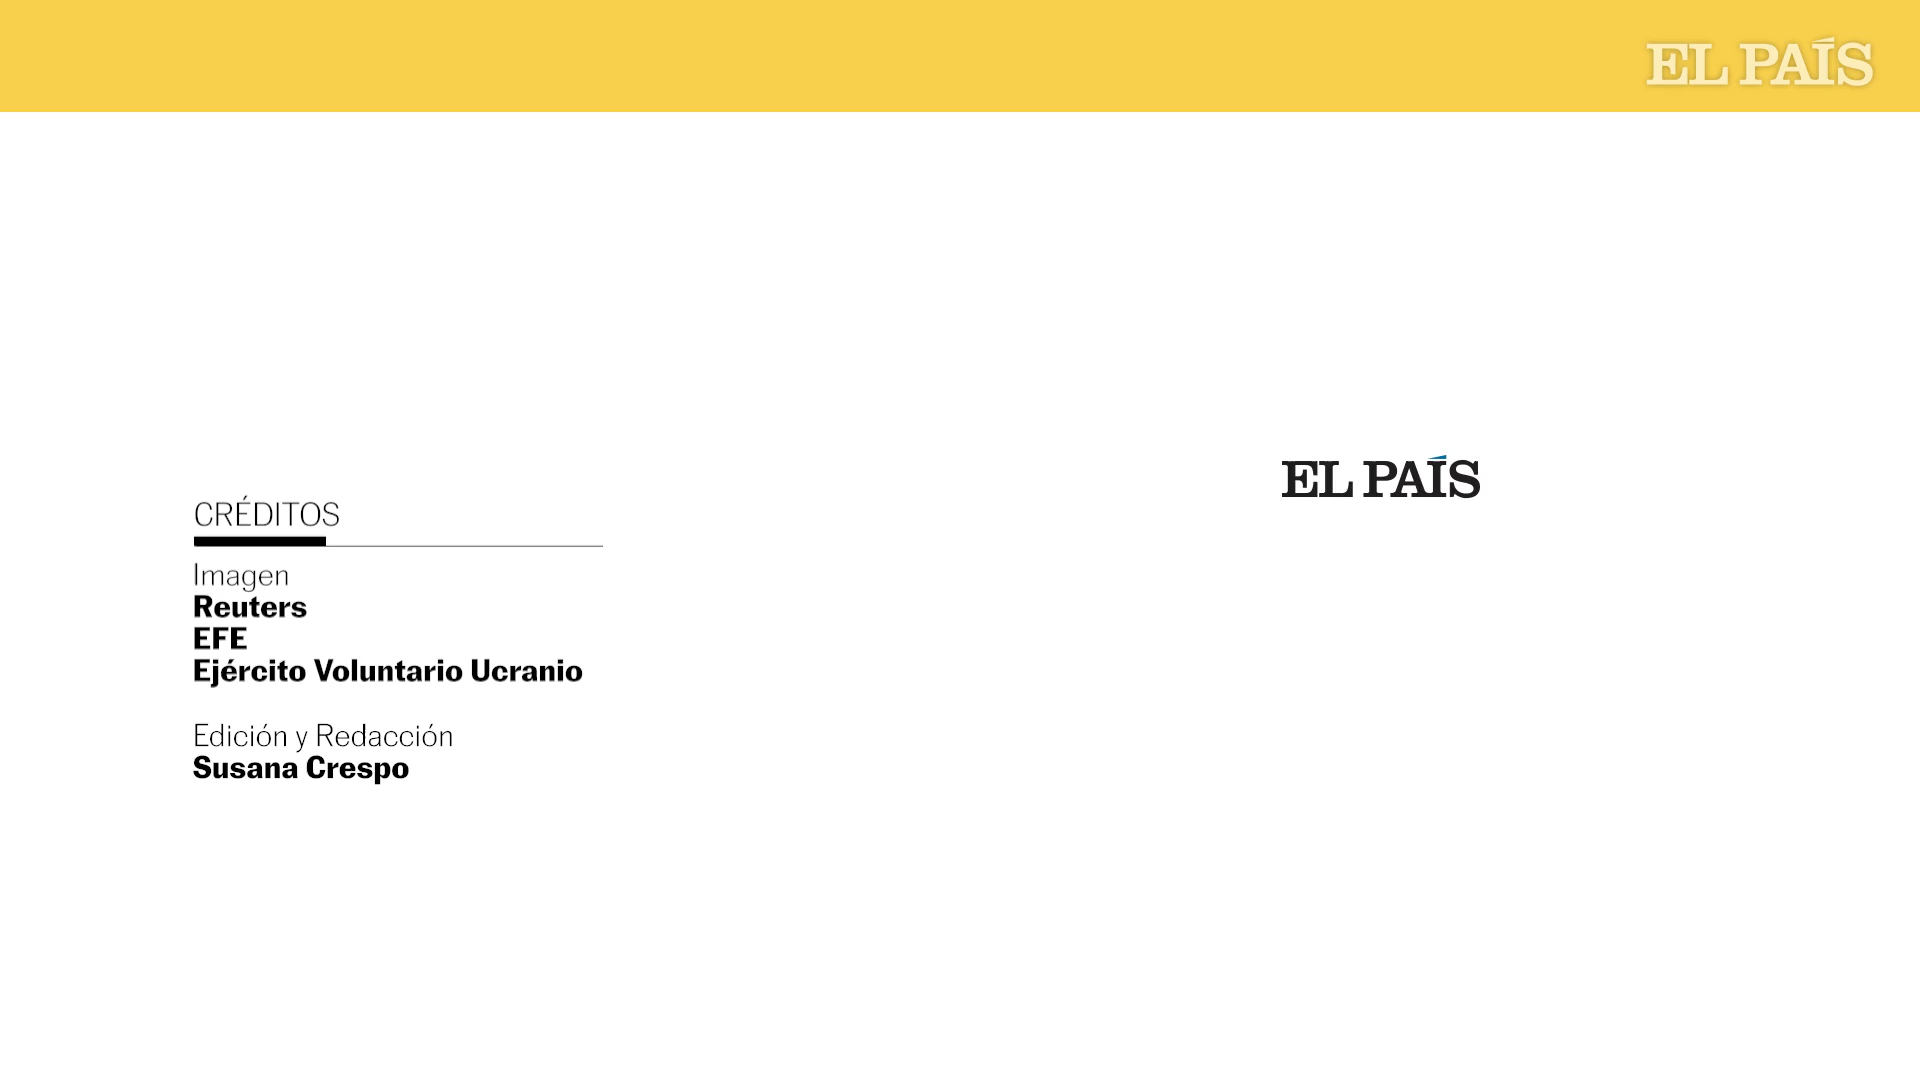 EL PAÍS
EL PAÍS
CRÉDITOS
Imagen
Reuters
EFE
Ejército Voluntario Ucranio
Edición y Redacción
Susana Crespo